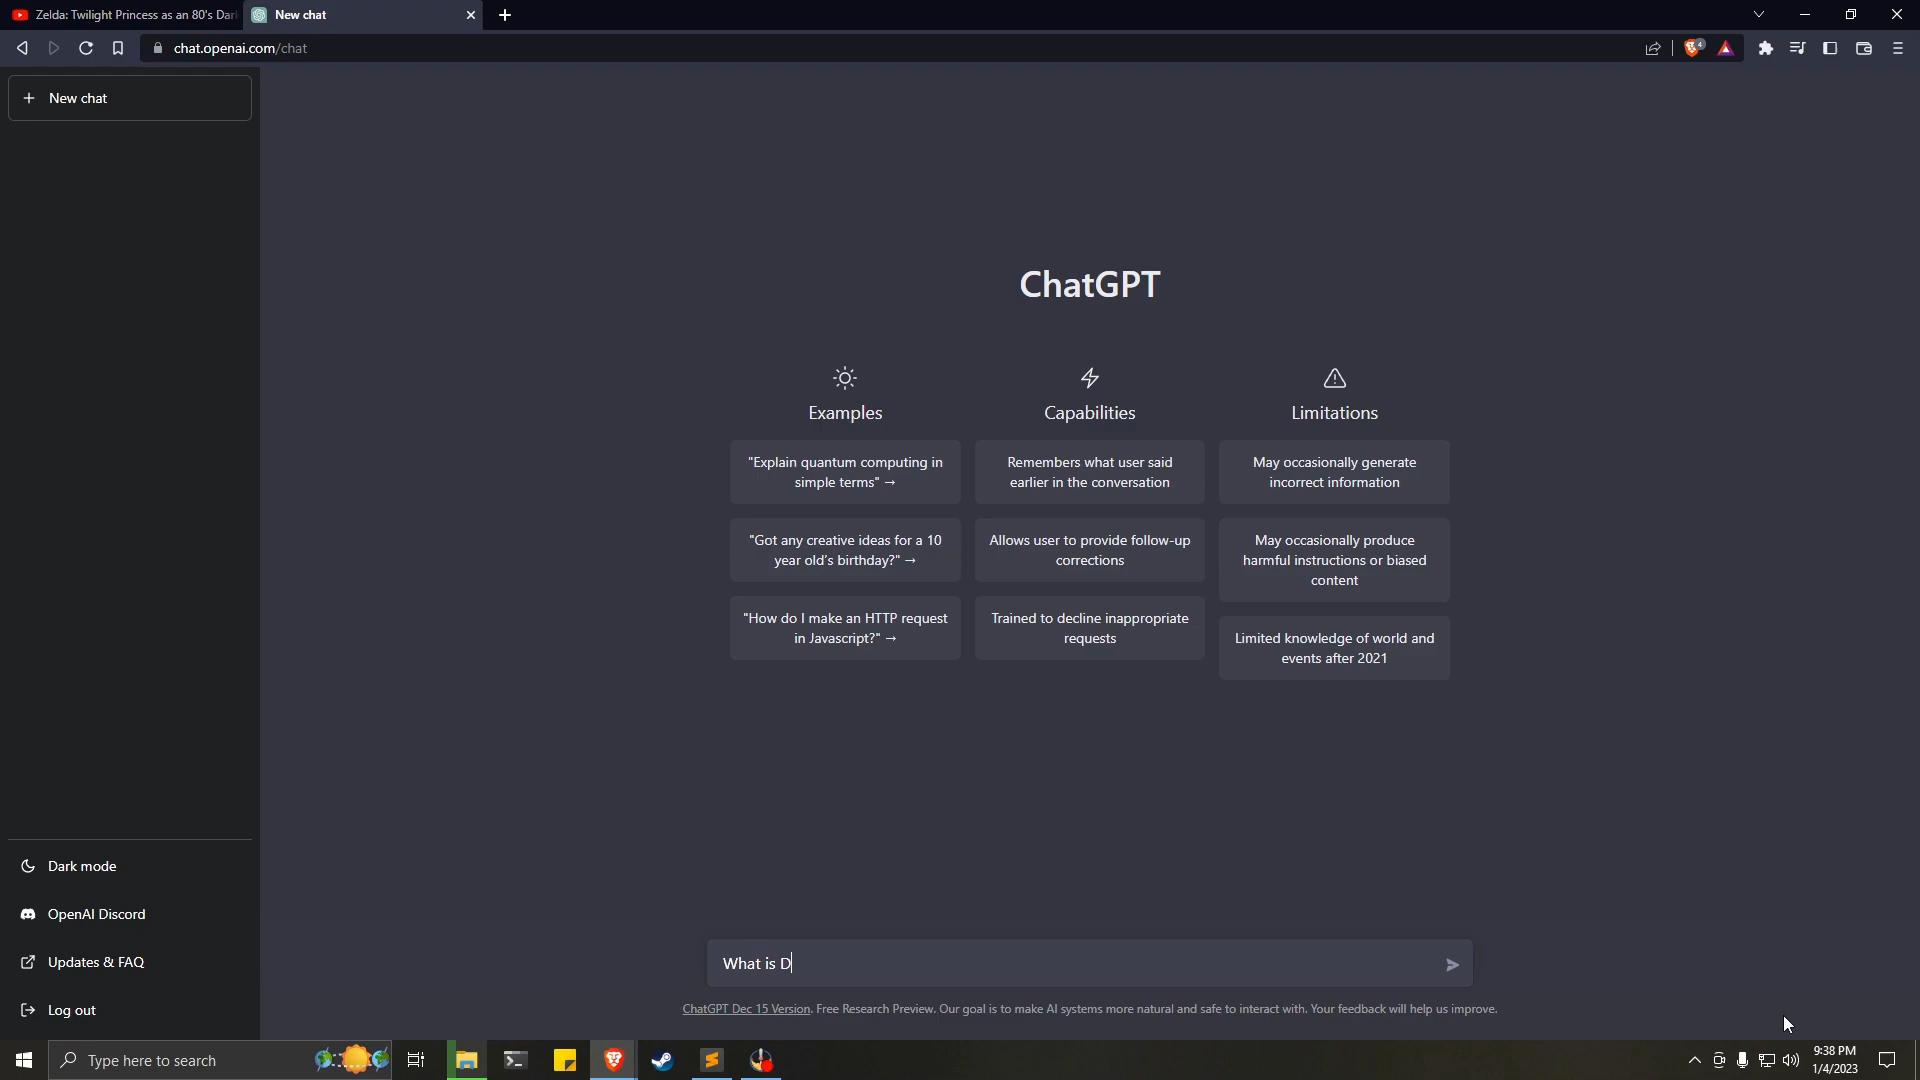 Zelda: Twilight Princess as an 80's Dar
New chat
chat.openai.com/chat
4
New chat
ChatGPT
Examples
Capabilities
Limitations
"Explain quantum computing in
simple terms" →
Remembers what user said
earlier in the conversation
May occasionally generate
incorrect information
"Got any creative ideas for a 10
year old's birthday?" →
Allows user to provide follow-up
corrections
May occasionally produce
harmful instructions or biased
content
"How do I make an HTTP request
in Javascript?" →
Trained to decline inappropriate
requests
Limited knowledge of world and
events after 2021
Dark mode
OpenAI Discord
Updates & FAQ
Log out
What is D
ChatGPT Dec 15 Version. Free Research Preview. Our goal is to make AI systems more natural and safe to interact with. Your feedback will help us improve.
Type here to search
9:38 PM
1/4/2023